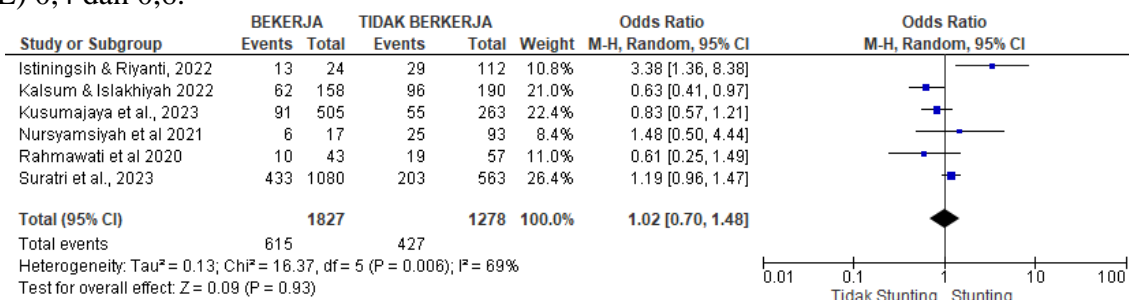 0,4 dan 0,6.
BEKERJA TIDAK BERKERJA Odds Ratio Odds Ratio
Study or Subgroup Events Total Events Total Weight M-H, Random, 95% CI M-H, Random, 95% CI
Istiningsih & Riyanti, 2022 13 24 29 112 10.8% 3.38 [1.36, 8.38]
Kalsum & Islakhiyah 2022 62 158 96 190 21.0% 0.63 [0.41, 0.97]
Kusumajaya et al., 2023 91 505 55 263 22.4% 0.83 [0.57, 1.21]
Nursyamsiyah et al 2021 6 17 25 93 8.4% 1.48 [0.50, 4.44]
Rahmawati et al 2020 10 43 19 57 11.0% 0.61 [0.25, 1.49]
Suratri et al., 2023 433 1080 203 563 26.4% 1.19 [0.96, 1.47]
Total (95% CI) 1827 1278 100.0% 1.02 [0.70, 1.48]
Total events 615 427
Heterogeneity: Tau² = 0.13; Chi² = 16.37, df = 5 (P = 0.006); I² = 69%
Test for overall effect: Z = 0.09 (P = 0.93)
0.01 0.1 1 10 100
Tidak Stunting Stunting